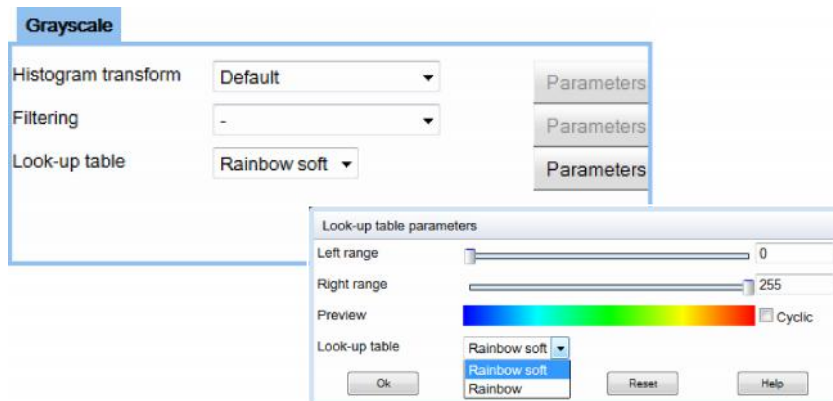 Grayscale
Histogram transform Default Parameters
Filtering - Parameters
Look-up table Rainbow soft Parameters
Look-up table parameters
Left range 0
Right range 255
Preview Cyclic
Look-up table Rainbow soft
Rainbow soft
Rainbow
Ok Reset Help